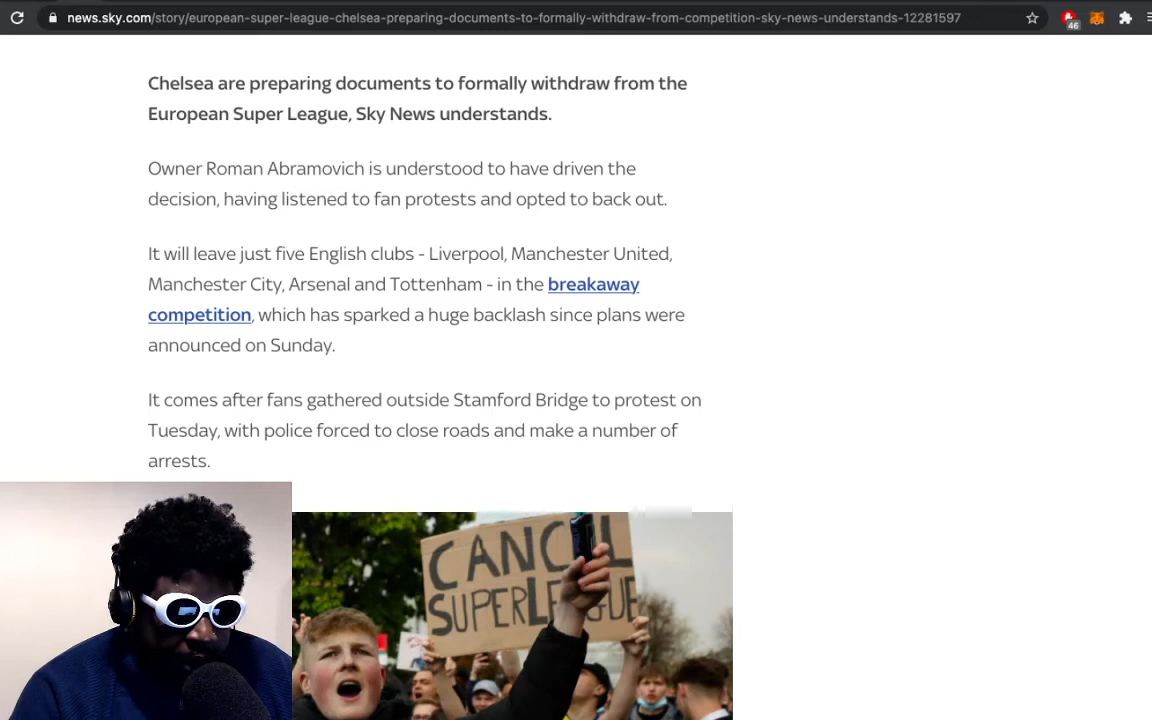 news.sky.com/story/european-super-league-chelsea-preparing-documents-to-formally-withdraw-from-competition-sky-news-understands-12281597
46
Chelsea are preparing documents to formally withdraw from the
European Super League, Sky News understands.
Owner Roman Abramovich is understood to have driven the
decision, having listened to fan protests and opted to back out.
It will leave just five English clubs - Liverpool, Manchester United,
Manchester City, Arsenal and Tottenham - in the breakaway
competition, which has sparked a huge backlash since plans were
announced on Sunday.
It comes after fans gathered outside Stamford Bridge to protest on
Tuesday, with police forced to close roads and make a number of
arrests.
CANCEL
SUPERLEAGUE